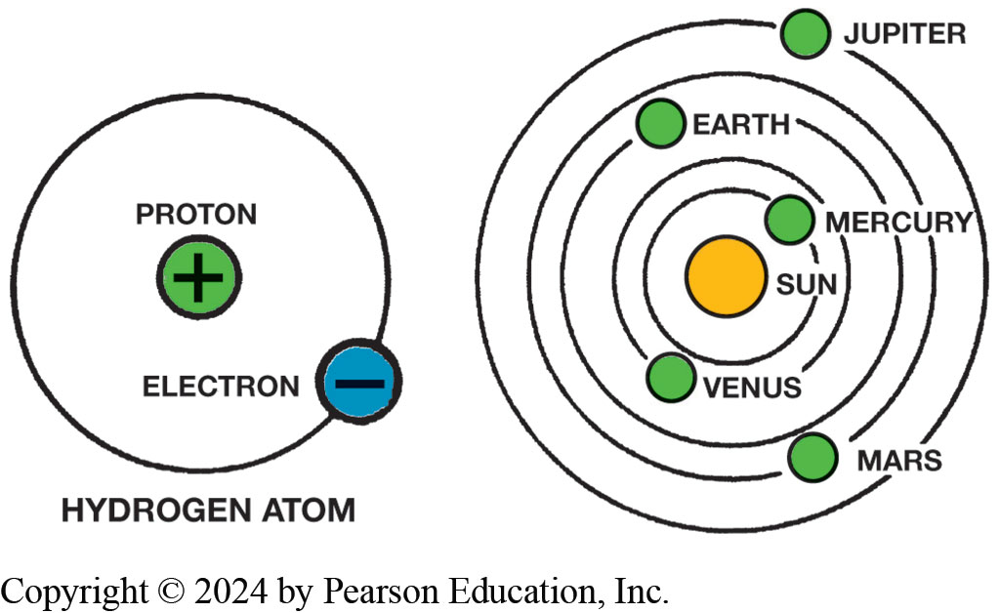 PROTON
+
ELECTRON
−
HYDROGEN ATOM
JUPITER
EARTH
MERCURY
SUN
VENUS
MARS
Copyright © 2024 by Pearson Education, Inc.